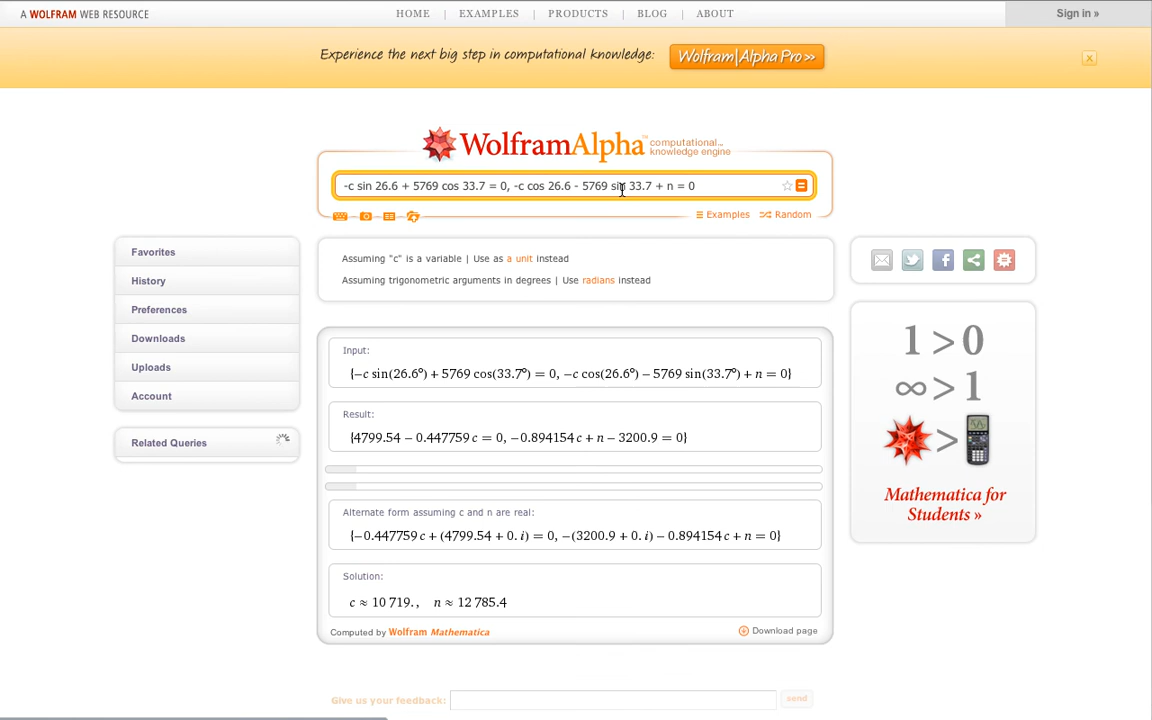 A WOLFRAM WEB RESOURCE
HOME | EXAMPLES | PRODUCTS | BLOG | ABOUT
Sign in »
Experience the next big step in computational knowledge:
Wolfram|Alpha Pro»
x
WolframAlpha™ computational...
knowledge engine
-c sin 26.6 + 5769 cos 33.7 = 0, -c cos 26.6 - 5769 sin 33.7 + n = 0
Examples
Random
Favorites
History
Preferences
Downloads
Uploads
Account
Related Queries
Assuming "c" is a variable | Use as a unit instead
Assuming trigonometric arguments in degrees | Use radians instead
Input:
{-c sin(26.6°) + 5769 cos(33.7°) = 0, -c cos(26.6°) - 5769 sin(33.7°) + n = 0}
Result:
{4799.54 - 0.447759 c = 0, -0.894154 c + n - 3200.9 = 0}
Alternate form assuming c and n are real:
{-0.447759 c + (4799.54 + 0. i) = 0, -(3200.9 + 0. i) - 0.894154 c + n = 0}
Solution:
c ≈ 10 719., n ≈ 12 785.4
Computed by Wolfram Mathematica
Download page
Give us your feedback:
send
1 > 0
∞ > 1
>
Mathematica for
Students »